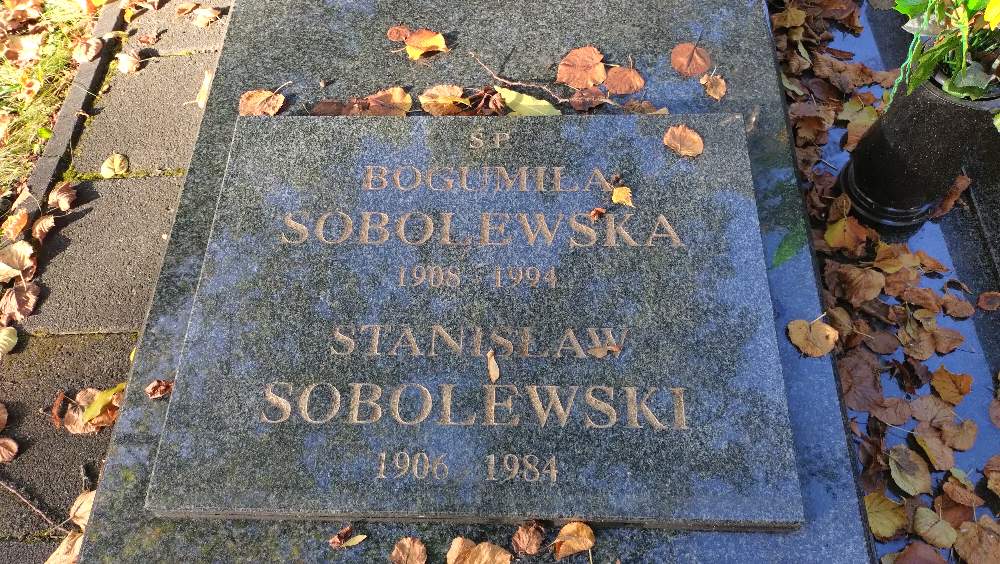 Ś.P.
BOGUMIŁA
SOBOLEWSKA
1908 - 1994
STANISŁAW
SOBOLEWSKI
1906 1984